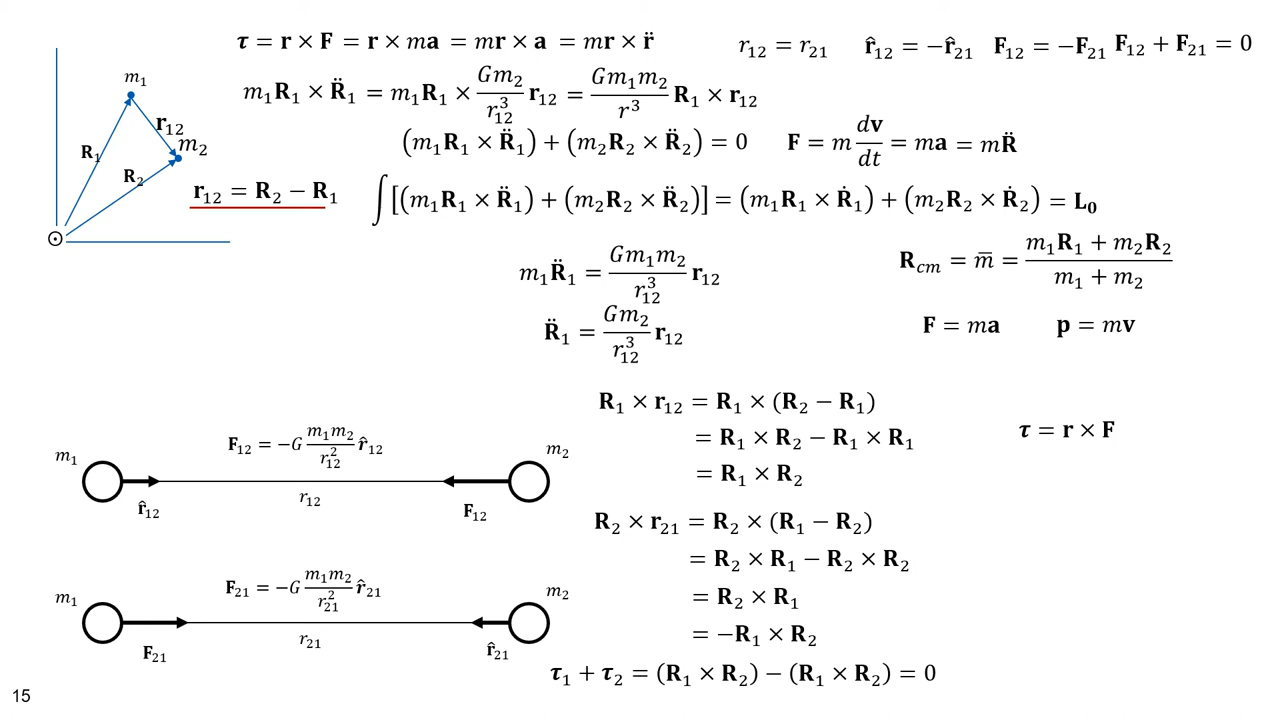 𝛕 = 𝐫 × 𝐅 = 𝐫 × m𝐚 = m𝐫 × 𝐚 = m𝐫 × 𝐫̈
r₁₂ = r₂₁    𝐫̂₁₂ = −𝐫̂₂₁    𝐅₁₂ = −𝐅₂₁    𝐅₁₂ + 𝐅₂₁ = 0
m₁
𝐫₁₂
m₂
𝐑₁
𝐑₂
m₁𝐑₁ × 𝐑̈₁ = m₁𝐑₁ × Gm₂/r₁₂³ 𝐫₁₂ = Gm₁m₂/r³ 𝐑₁ × 𝐫₁₂
(m₁𝐑₁ × 𝐑̈₁) + (m₂𝐑₂ × 𝐑̈₂) = 0    𝐅 = m d𝐯/dt = m𝐚 = m𝐑̈
𝐫₁₂ = 𝐑₂ − 𝐑₁
∫[(m₁𝐑₁ × 𝐑̈₁) + (m₂𝐑₂ × 𝐑̈₂)] = (m₁𝐑₁ × 𝐑̇₁) + (m₂𝐑₂ × 𝐑̇₂) = 𝐋₀
m₁𝐑̈₁ = Gm₁m₂/r₁₂³ 𝐫₁₂
𝐑cm = m̅ = (m₁𝐑₁ + m₂𝐑₂)/(m₁ + m₂)
𝐑̈₁ = Gm₂/r₁₂³ 𝐫₁₂
𝐅 = m𝐚    𝐩 = m𝐯
𝐑₁ × 𝐫₁₂ = 𝐑₁ × (𝐑₂ − 𝐑₁)
= 𝐑₁ × 𝐑₂ − 𝐑₁ × 𝐑₁
= 𝐑₁ × 𝐑₂
𝛕 = 𝐫 × 𝐅
m₁
𝐅₁₂ = −G m₁m₂/r₁₂² 𝐫̂₁₂
m₂
𝐫̂₁₂
r₁₂
𝐅₁₂
𝐑₂ × 𝐫₂₁ = 𝐑₂ × (𝐑₁ − 𝐑₂)
= 𝐑₂ × 𝐑₁ − 𝐑₂ × 𝐑₂
= 𝐑₂ × 𝐑₁
= −𝐑₁ × 𝐑₂
m₁
𝐅₂₁ = −G m₁m₂/r₂₁² 𝐫̂₂₁
m₂
𝐅₂₁
r₂₁
𝐫̂₂₁
𝛕₁ + 𝛕₂ = (𝐑₁ × 𝐑₂) − (𝐑₁ × 𝐑₂) = 0
15